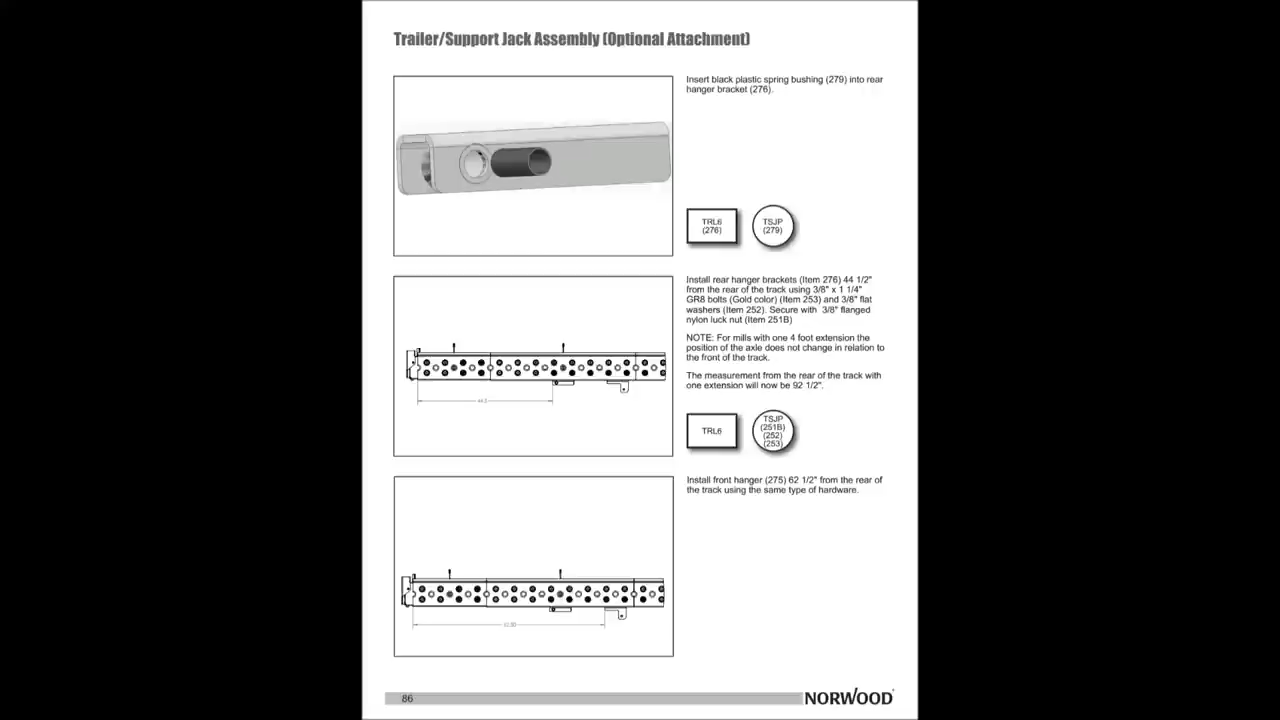 Trailer/Support Jack Assembly (Optional Attachment)
Insert black plastic spring bushing (279) into rear
hanger bracket (276).
TRL6
(276)
TSJP
(279)
Install rear hanger brackets (Item 276) 44 1/2"
from the rear of the track using 3/8" x 1 1/4"
GR8 bolts (Gold color) (Item 253) and 3/8" flat
washers (Item 252). Secure with 3/8" flanged
nylon luck nut (Item 251B)
NOTE: For mills with one 4 foot extension the
position of the axle does not change in relation to
the front of the track.
The measurement from the rear of the track with
one extension will now be 92 1/2".
TRL6
TSJP
(251B)
(252)
(253)
Install front hanger (275) 62 1/2" from the rear of
the track using the same type of hardware.
86
NORWOOD